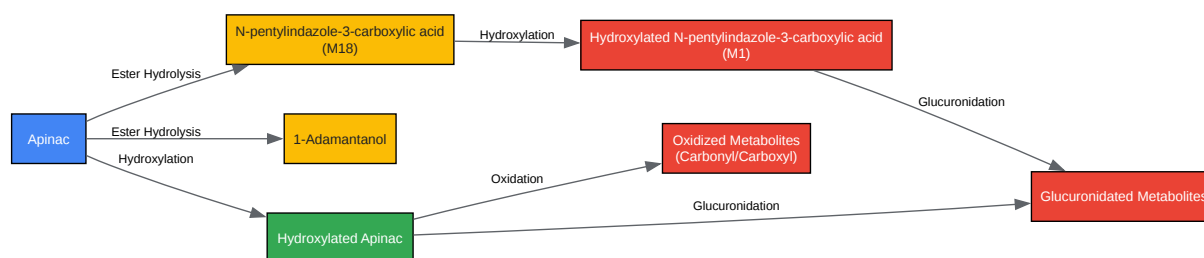 N-pentylindazole-3-carboxylic acid
(M18)
Hydroxylation
Hydroxylated N-pentylindazole-3-carboxylic acid
(M1)
Ester Hydrolysis
Glucuronidation
Apinac
Ester Hydrolysis
1-Adamantanol
Oxidized Metabolites
(Carbonyl/Carboxyl)
Hydroxylation
Oxidation
Glucuronidated Metabolites
Glucuronidation
Hydroxylated Apinac